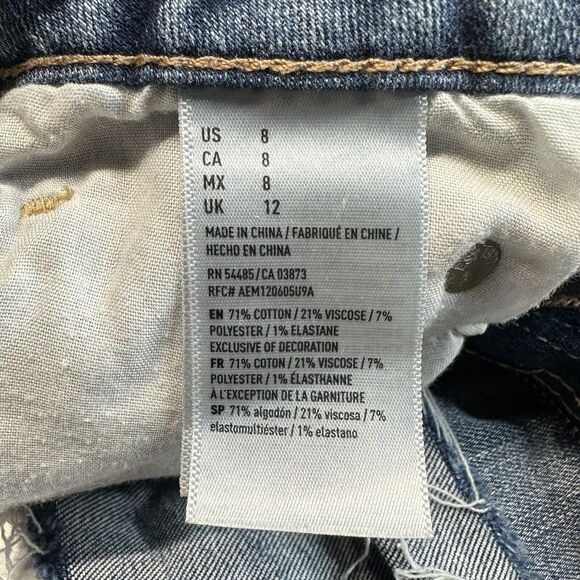 US 8
CA 8
MX 8
UK 12
MADE IN CHINA / FABRIQUÉ EN CHINE /
HECHO EN CHINA
RN 54485/CA 03873
RFC# AEM120605U9A
EN 71% COTTON / 21% VISCOSE / 7%
POLYESTER / 1% ELASTANE
EXCLUSIVE OF DECORATION
FR 71% COTON / 21% VISCOSE / 7%
POLYESTER / 1% ÉLASTHANNE
À L'EXCEPTION DE LA GARNITURE
SP 71% algodón / 21% viscosa / 7%
elastomultiéster / 1% elastano